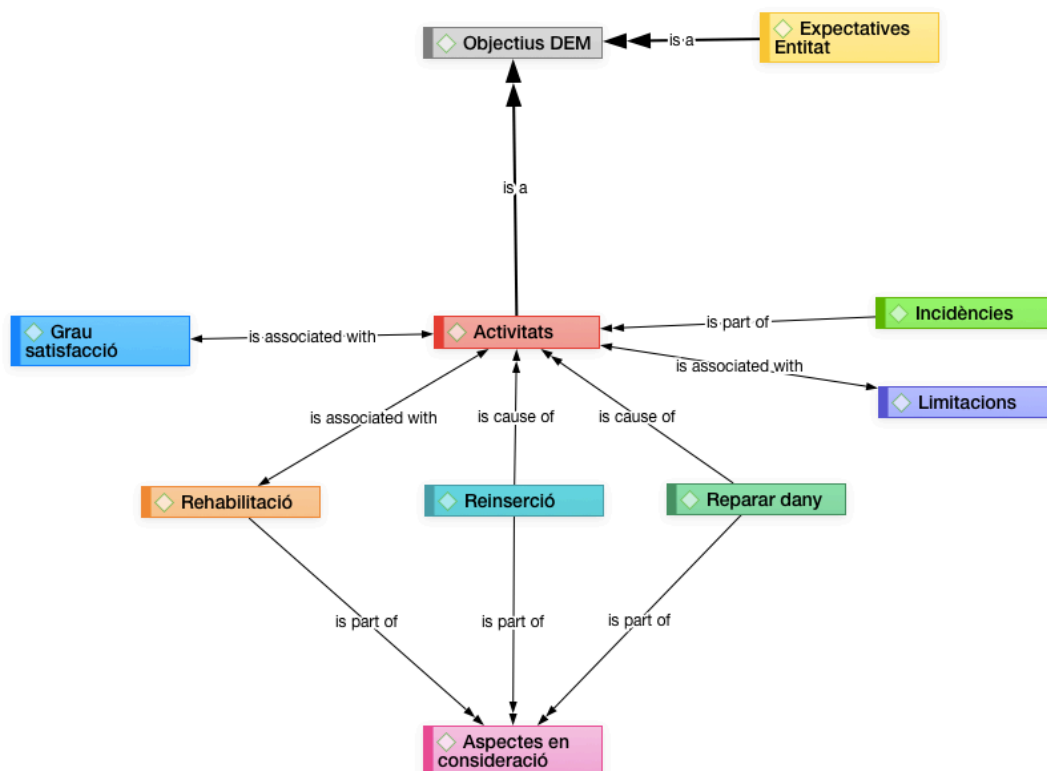 Objectius DEM
is a
Expectatives
Entitat
is a
Grau
satisfacció
is associated with
Activitats
is part of
Incidències
is associated with
Limitacions
is associated with
is cause of
is cause of
Rehabilitació
Reinserció
Reparar dany
is part of
is part of
is part of
Aspectes en
consideració